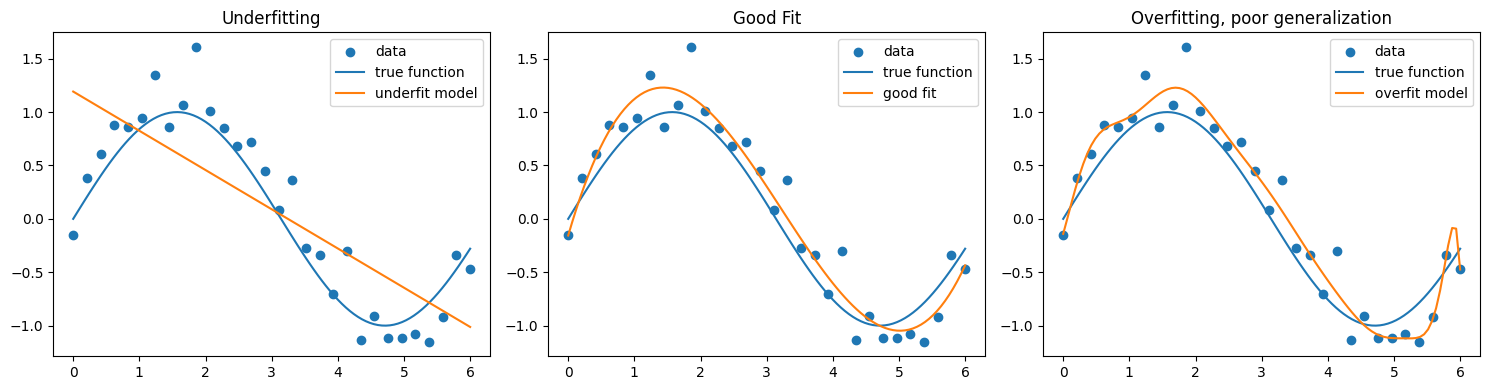 Underfitting
data
true function
underfit model
1.5
1.0
0.5
0.0
−0.5
−1.0
0 1 2 3 4 5 6
Good Fit
data
true function
good fit
1.5
1.0
0.5
0.0
−0.5
−1.0
0 1 2 3 4 5 6
Overfitting, poor generalization
data
true function
overfit model
1.5
1.0
0.5
0.0
−0.5
−1.0
0 1 2 3 4 5 6